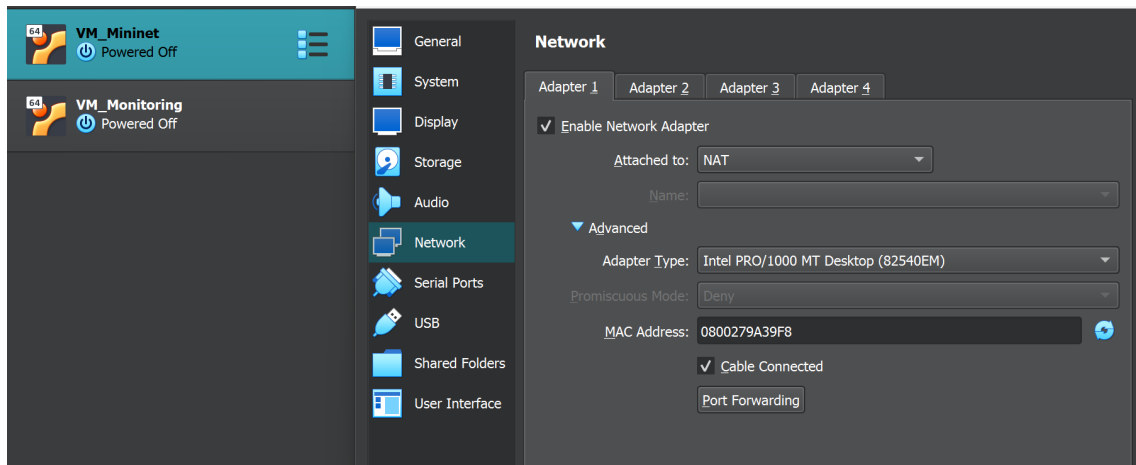 64
VM_Mininet
Powered Off
64
VM_Monitoring
Powered Off
General
System
Display
Storage
Audio
Network
Serial Ports
USB
Shared Folders
User Interface
Network
Adapter 1 Adapter 2 Adapter 3 Adapter 4
Enable Network Adapter
Attached to: NAT
Name:
Advanced
Adapter Type: Intel PRO/1000 MT Desktop (82540EM)
Promiscuous Mode: Deny
MAC Address: 0800279A39F8
Cable Connected
Port Forwarding